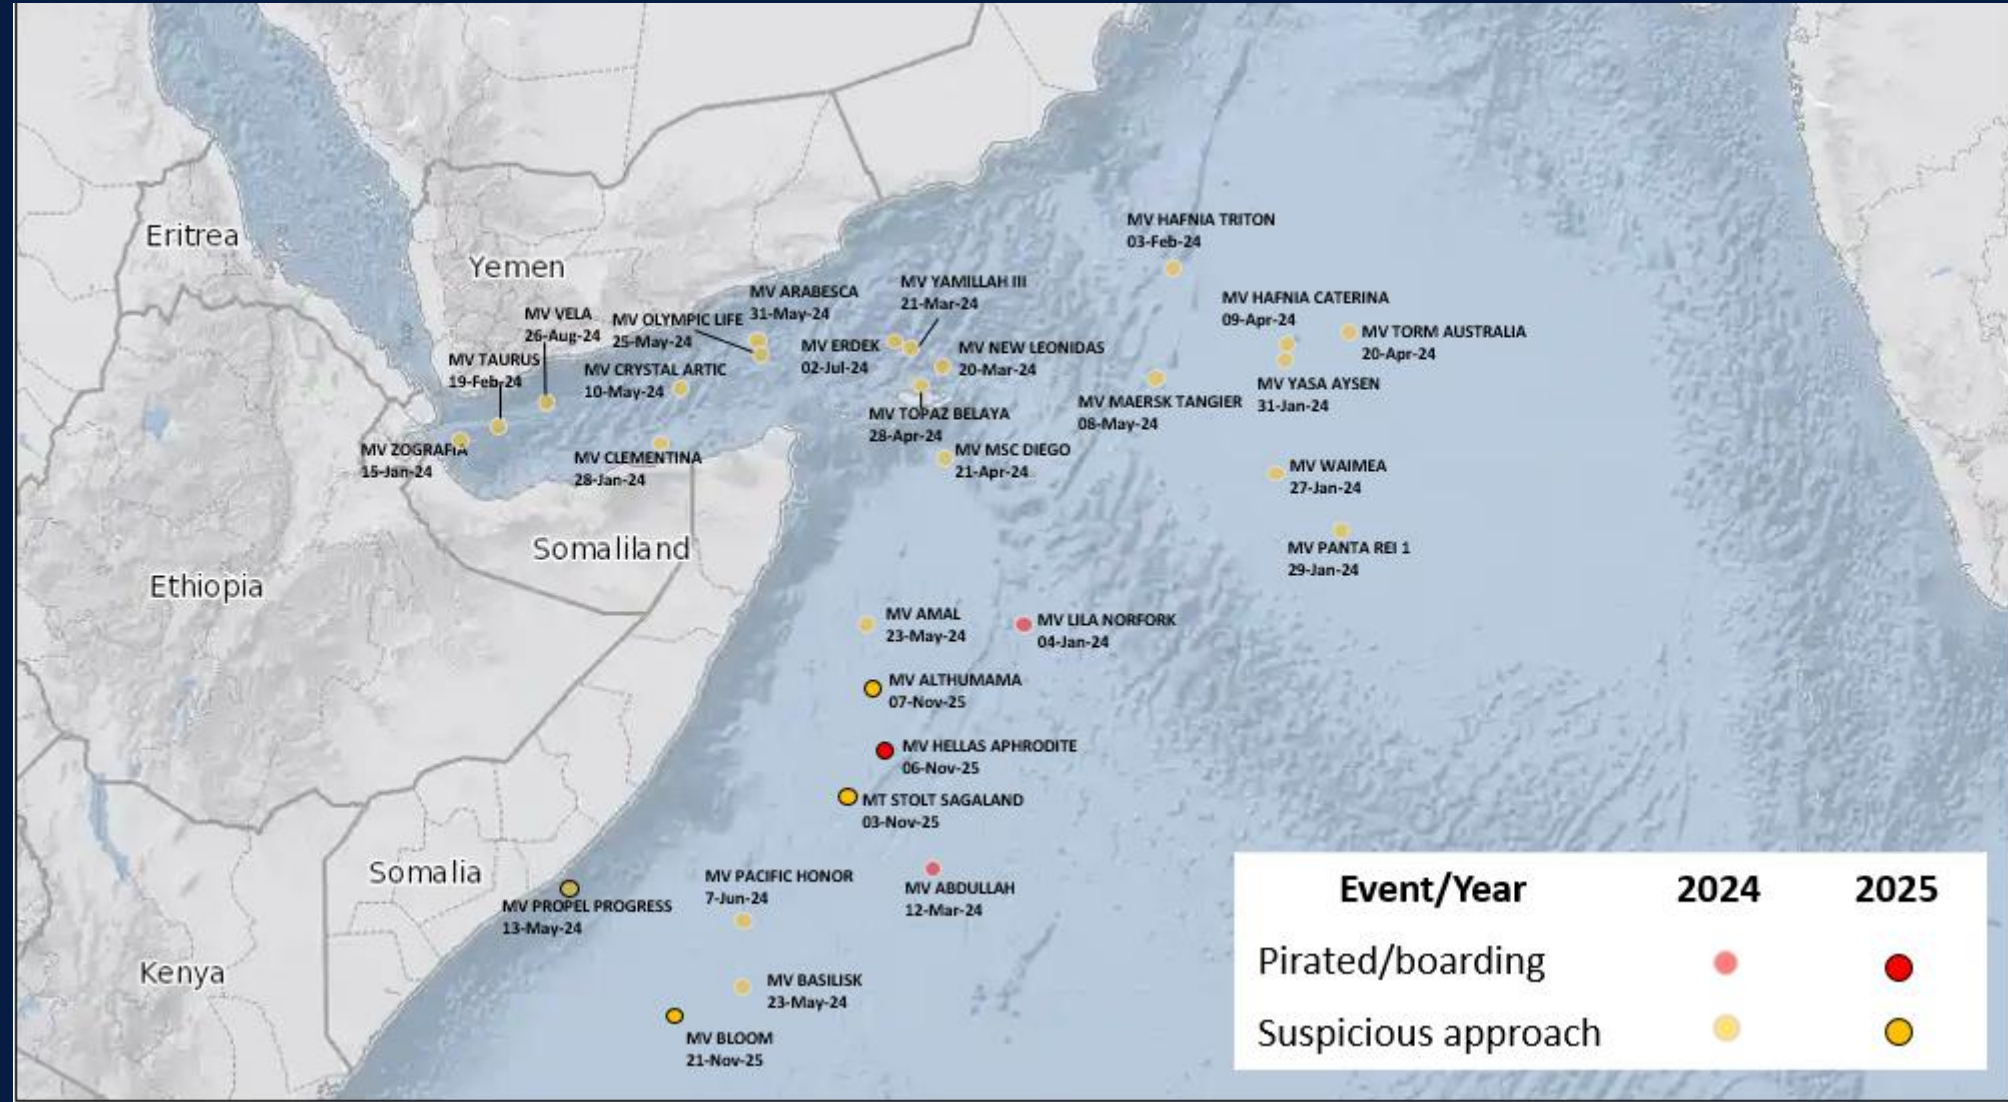 MV HAFNIA TRITON
03-Feb-24
Eritrea
Yemen
MV YAMILLAH III
21-Mar-24
MV ARABESCA
31-May-24
MV HAFNIA CATERINA
09-Apr-24
MV VELA
26-Aug-24
MV OLYMPIC LIFE
25-May-24
MV TORM AUSTRALIA
20-Apr-24
MV ERDEK
02-Jul-24
MV NEW LEONIDAS
20-Mar-24
MV TAURUS
19-Feb-24
MV CRYSTAL ARTIC
10-May-24
MV YASA AYSEN
31-Jan-24
MV MAERSK TANGIER
08-May-24
MV TOPAZ BELAYA
28-Apr-24
MV ZOGRAFIA
15-Jan-24
MV CLEMENTINA
28-Jan-24
MV MSC DIEGO
21-Apr-24
MV WAIMEA
27-Jan-24
Somaliland
MV PANTA REI 1
29-Jan-24
Ethiopia
MV AMAL
23-May-24
MV LILA NORFORK
04-Jan-24
MV ALTHUMAMA
07-Nov-25
MV HELLAS APHRODITE
06-Nov-25
MT STOLT SAGALAND
03-Nov-25
Somalia
MV PACIFIC HONOR
7-Jun-24
MV ABDULLAH
12-Mar-24
MV PROPEL PROGRESS
13-May-24
Kenya
MV BASILISK
23-May-24
MV BLOOM
21-Nov-25
Event/Year 2024 2025
Pirated/boarding
Suspicious approach